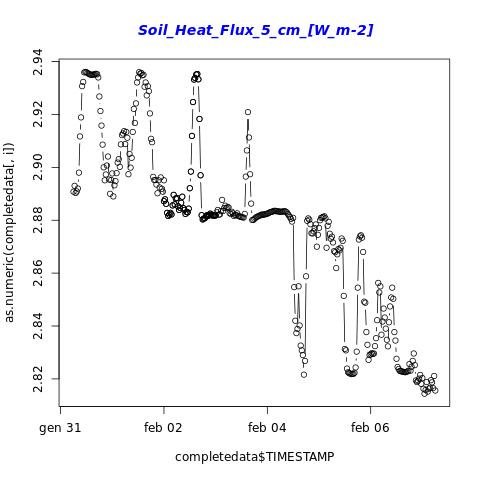 Soil_Heat_Flux_5_cm_[W_m-2]
as.numeric(completedata[, i])
2.94
2.92
2.90
2.88
2.86
2.84
2.82
gen 31
feb 02
feb 04
feb 06
completedata$TIMESTAMP